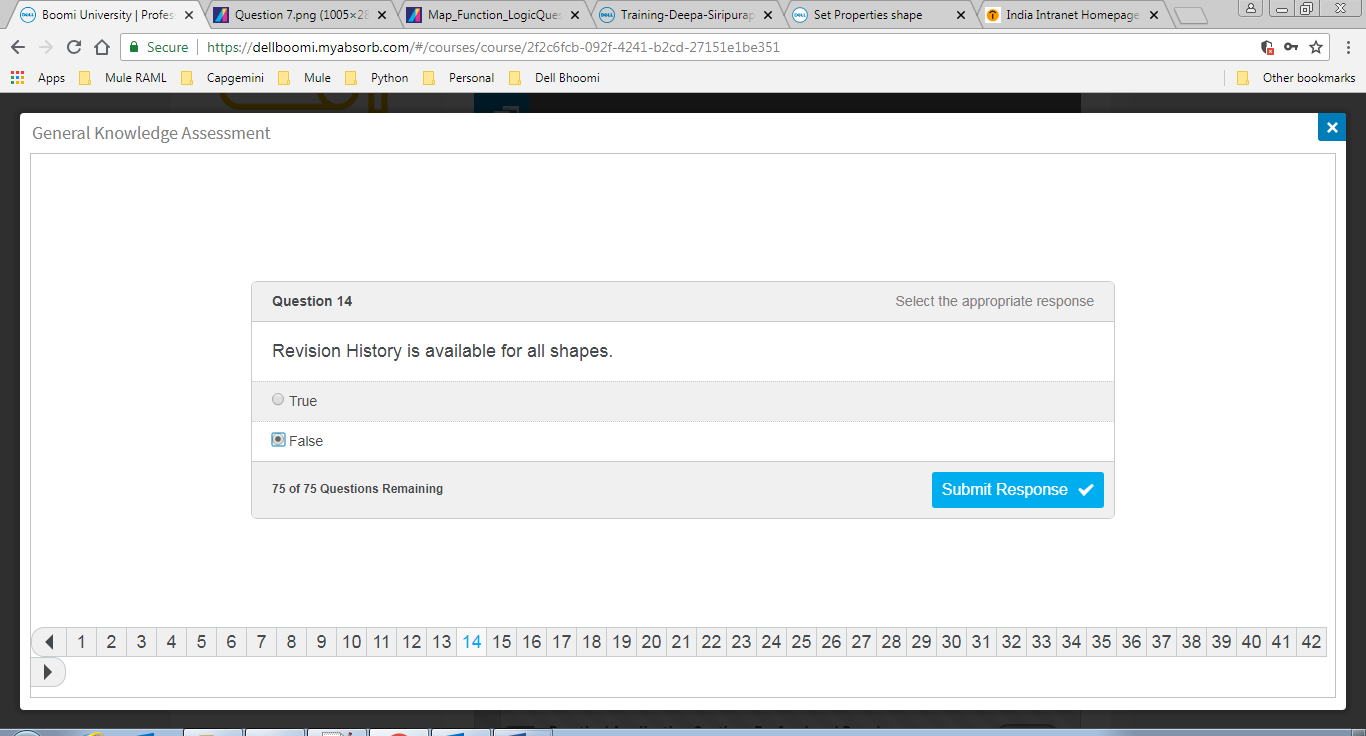 Boomi University | Profes
Question 7.png (1005×28
Map_Function_LogicQues
Training-Deepa-Siripurap
Set Properties shape
India Intranet Homepage
Secure
https://dellboomi.myabsorb.com/#/courses/course/2f2c6fcb-092f-4241-b2cd-27151e1be351
Apps
Mule RAML
Capgemini
Mule
Python
Personal
Dell Bhoomi
Other bookmarks
General Knowledge Assessment
Question 14
Select the appropriate response
Revision History is available for all shapes.
True
False
75 of 75 Questions Remaining
Submit Response
1 2 3 4 5 6 7 8 9 10 11 12 13 14 15 16 17 18 19 20 21 22 23 24 25 26 27 28 29 30 31 32 33 34 35 36 37 38 39 40 41 42